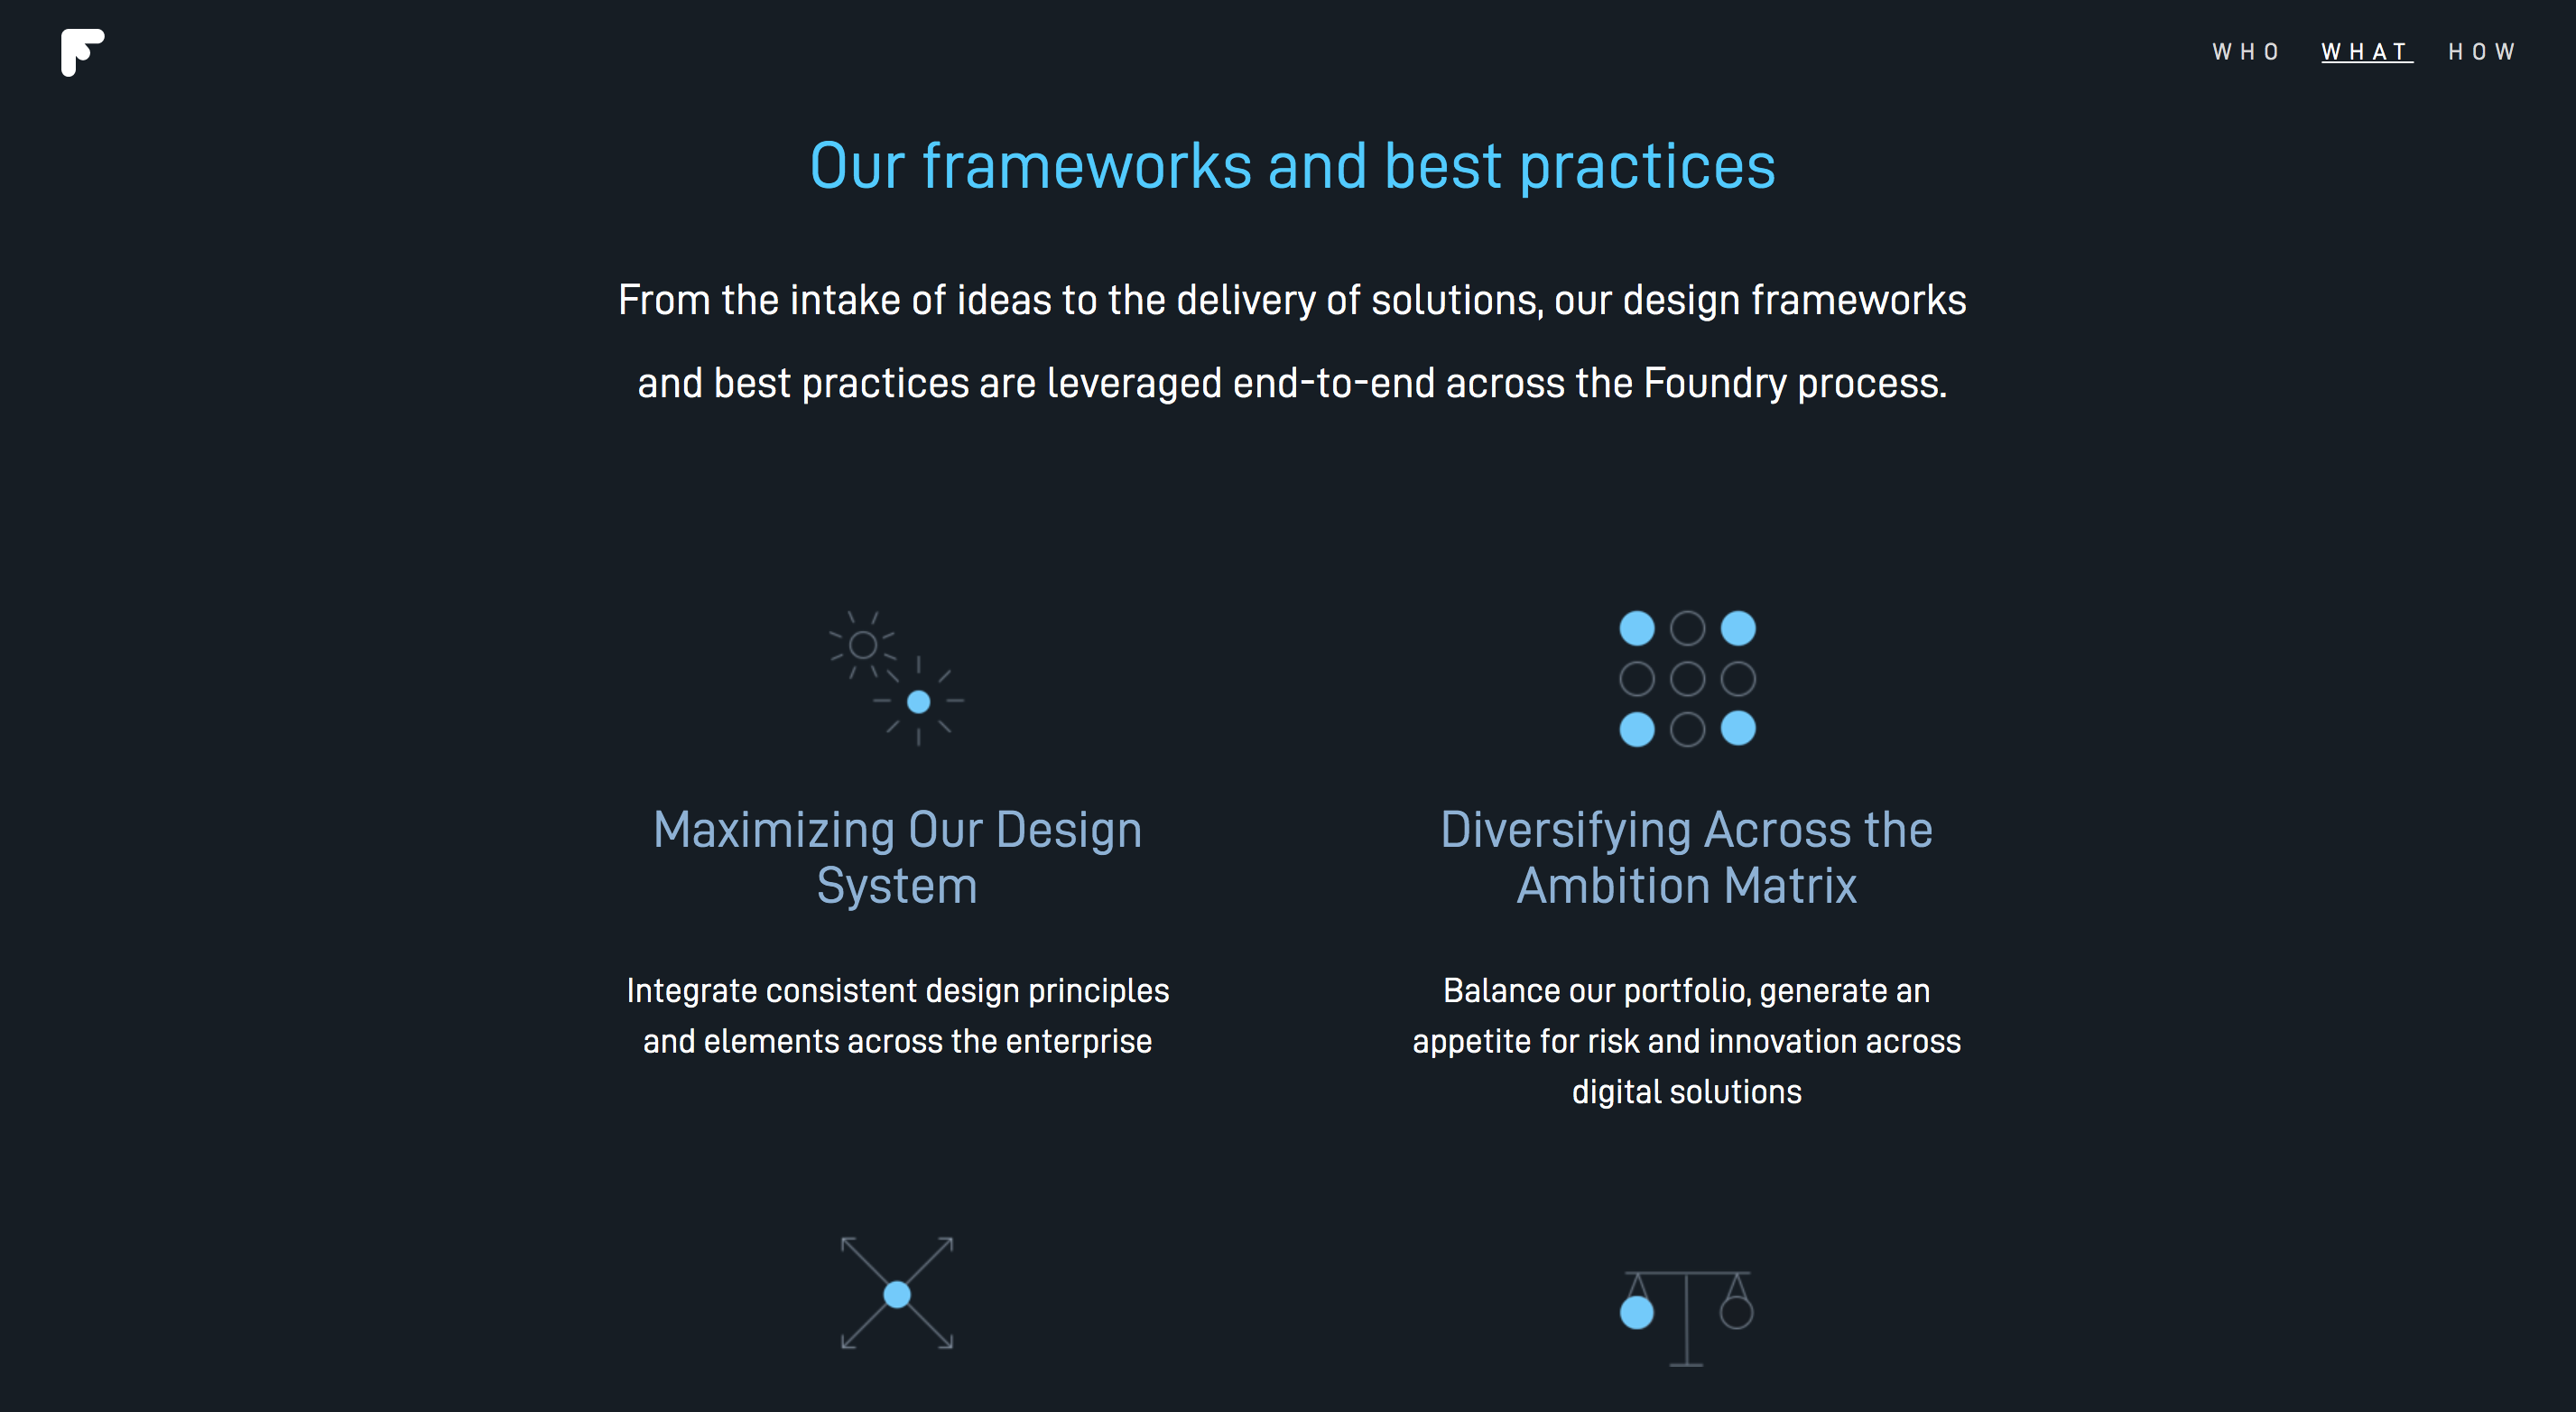 WHO WHAT HOW
Our frameworks and best practices
From the intake of ideas to the delivery of solutions, our design frameworks
and best practices are leveraged end-to-end across the Foundry process.
Maximizing Our Design
System
Integrate consistent design principles
and elements across the enterprise
Diversifying Across the
Ambition Matrix
Balance our portfolio, generate an
appetite for risk and innovation across
digital solutions